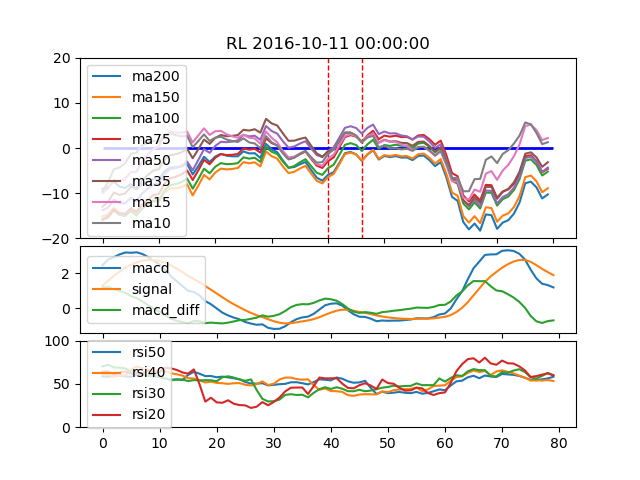 RL 2016-10-11 00:00:00
20
10
0
−10
−20
ma200
ma150
ma100
ma75
ma50
ma35
ma15
ma10
2
0
macd
signal
macd_diff
100
50
0
rsi50
rsi40
rsi30
rsi20
0 10 20 30 40 50 60 70 80